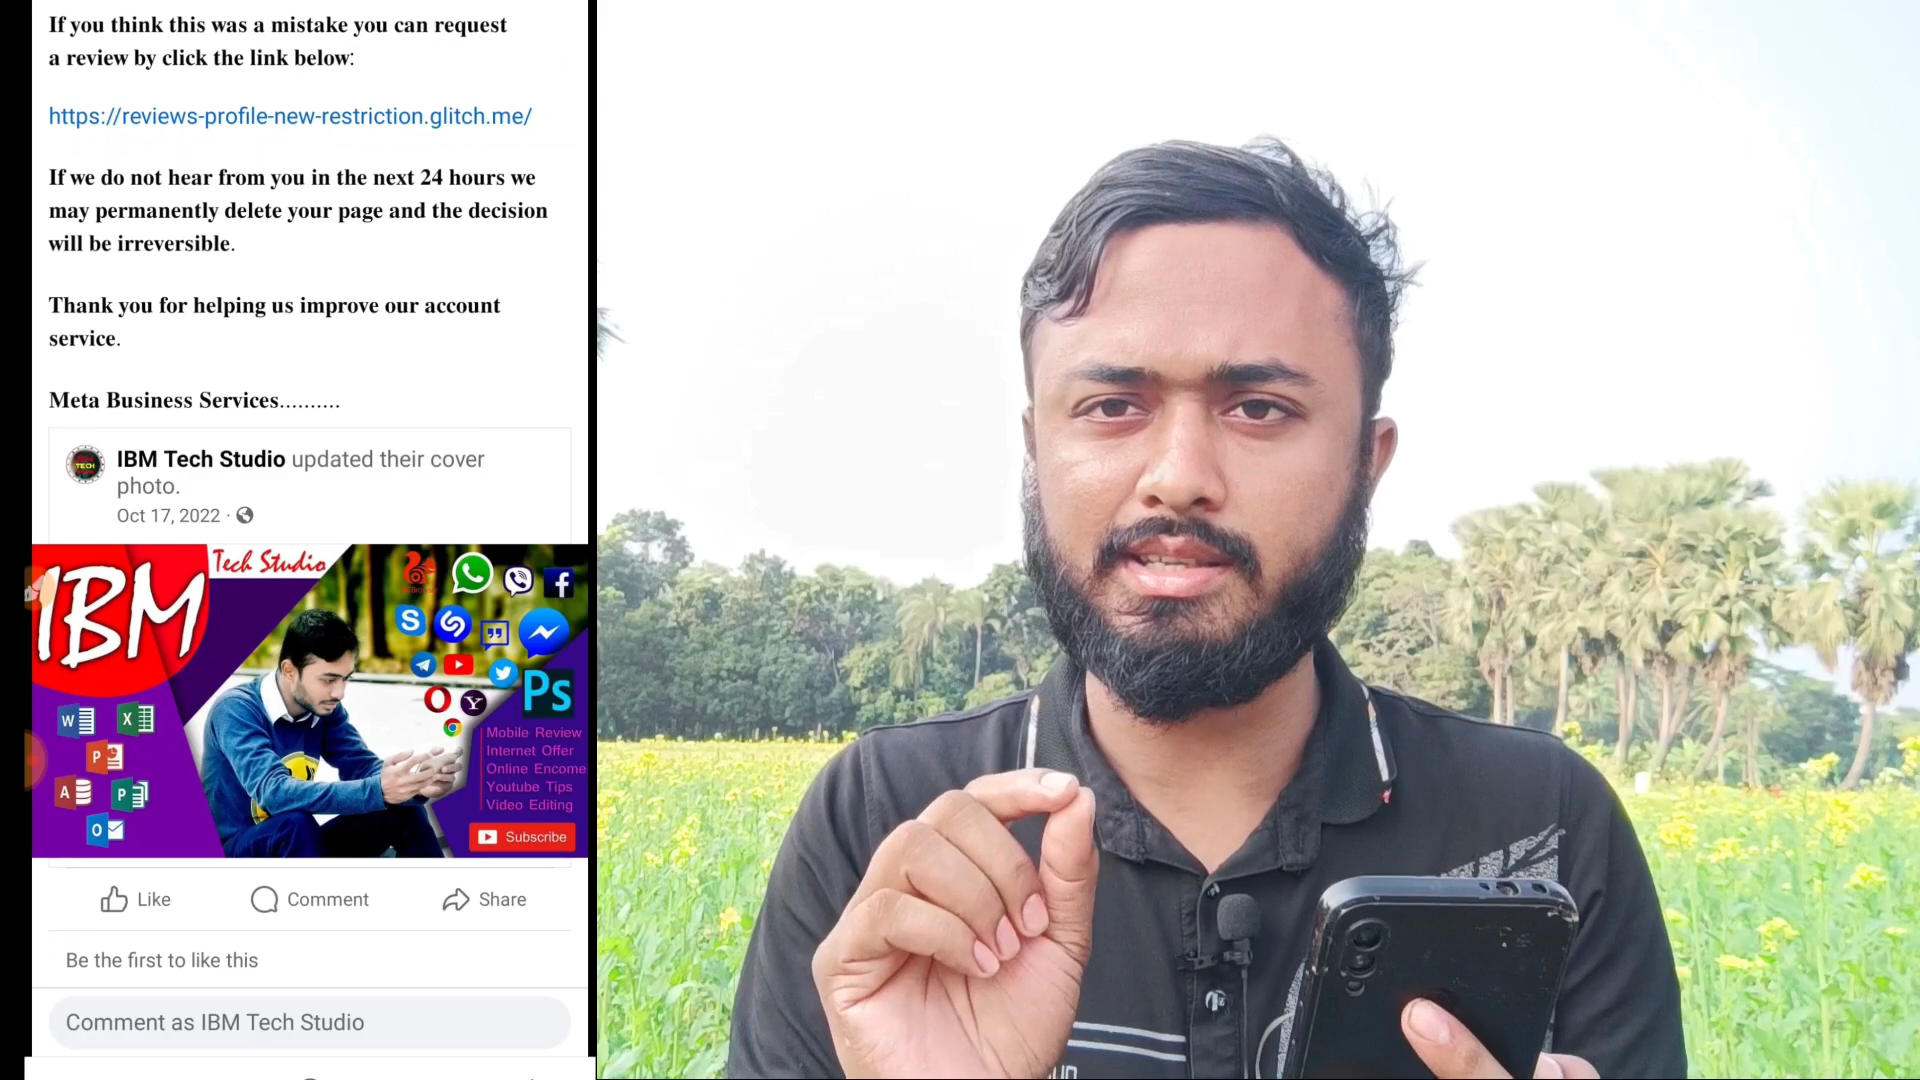 If you think this was a mistake you can request
a review by click the link below:
https://reviews-profile-new-restriction.glitch.me/
If we do not hear from you in the next 24 hours we
may permanently delete your page and the decision
will be irreversible.
Thank you for helping us improve our account
service.
Meta Business Services..........
IBM Tech Studio updated their cover
photo.
Oct 17, 2022 ·
IBM
Tech Studio
Mobile Review
Internet Offer
Online Encome
Youtube Tips
Video Editing
Subscribe
S
Ps
Y
W
X
P
A
P
O
TECH
Like
Comment
Share
Be the first to like this
Comment as IBM Tech Studio